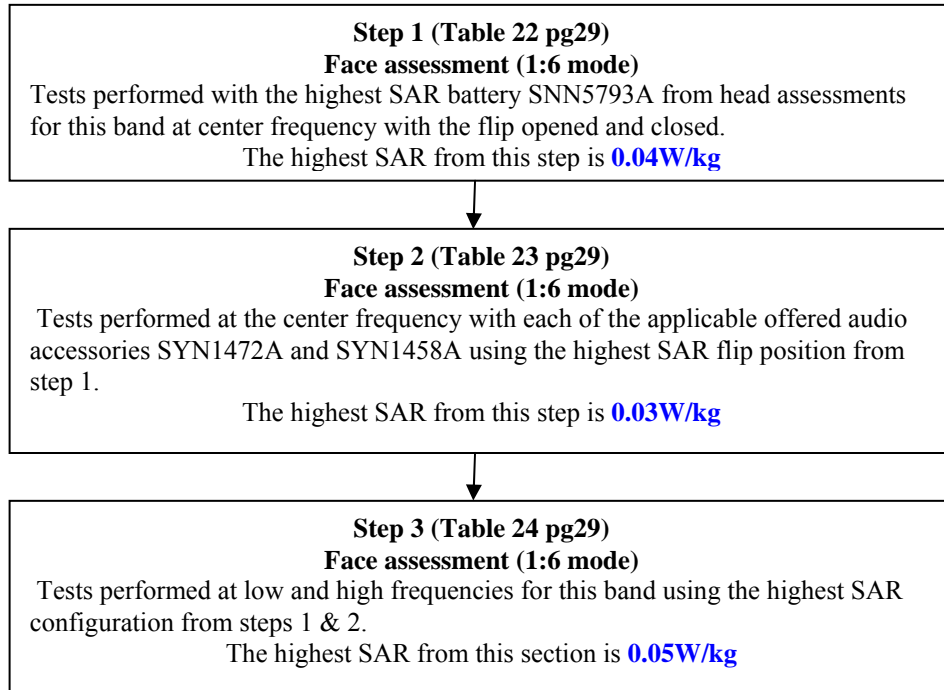 Step 1 (Table 22 pg29)
Face assessment (1:6 mode)
Tests performed with the highest SAR battery SNN5793A from head assessments
for this band at center frequency with the flip opened and closed.
The highest SAR from this step is 0.04W/kg
Step 2 (Table 23 pg29)
Face assessment (1:6 mode)
Tests performed at the center frequency with each of the applicable offered audio
accessories SYN1472A and SYN1458A using the highest SAR flip position from
step 1.
The highest SAR from this step is 0.03W/kg
Step 3 (Table 24 pg29)
Face assessment (1:6 mode)
Tests performed at low and high frequencies for this band using the highest SAR
configuration from steps 1 & 2.
The highest SAR from this section is 0.05W/kg